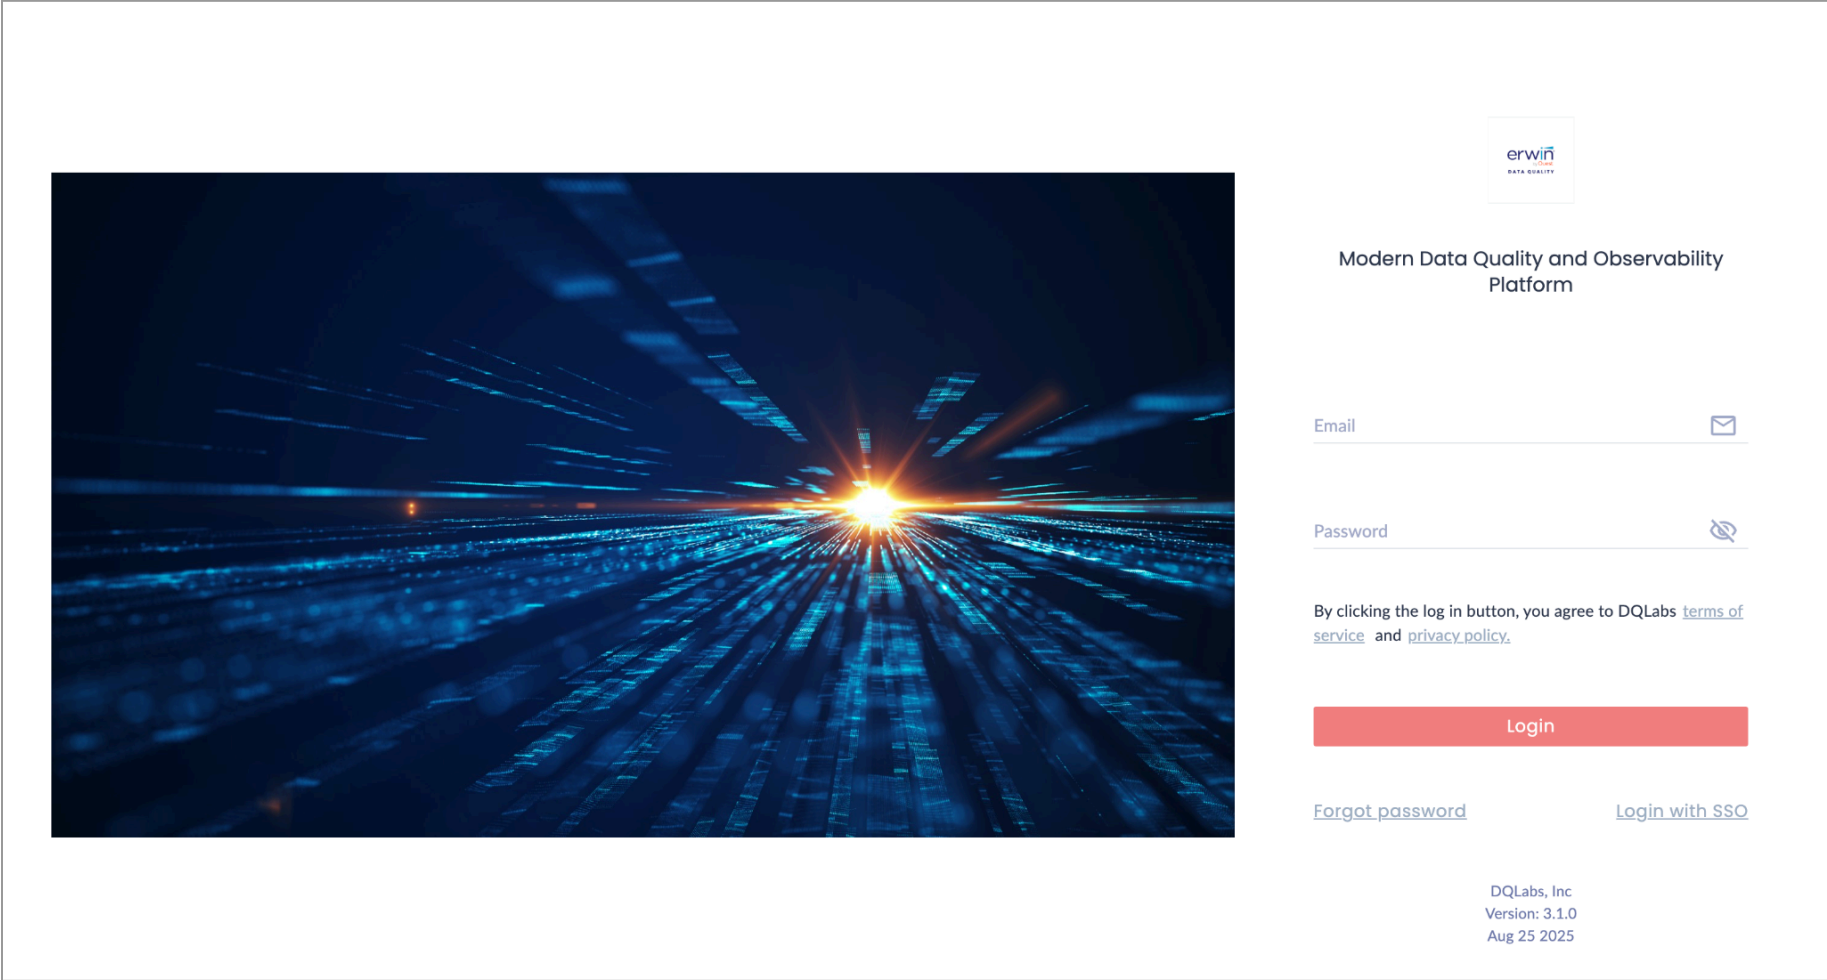 erwin
by Quest
DATA QUALITY
Modern Data Quality and Observability
Platform
Email
Password
By clicking the log in button, you agree to DQLabs terms of
service and privacy policy.
Login
Forgot password
Login with SSO
DQLabs, Inc
Version: 3.1.0
Aug 25 2025